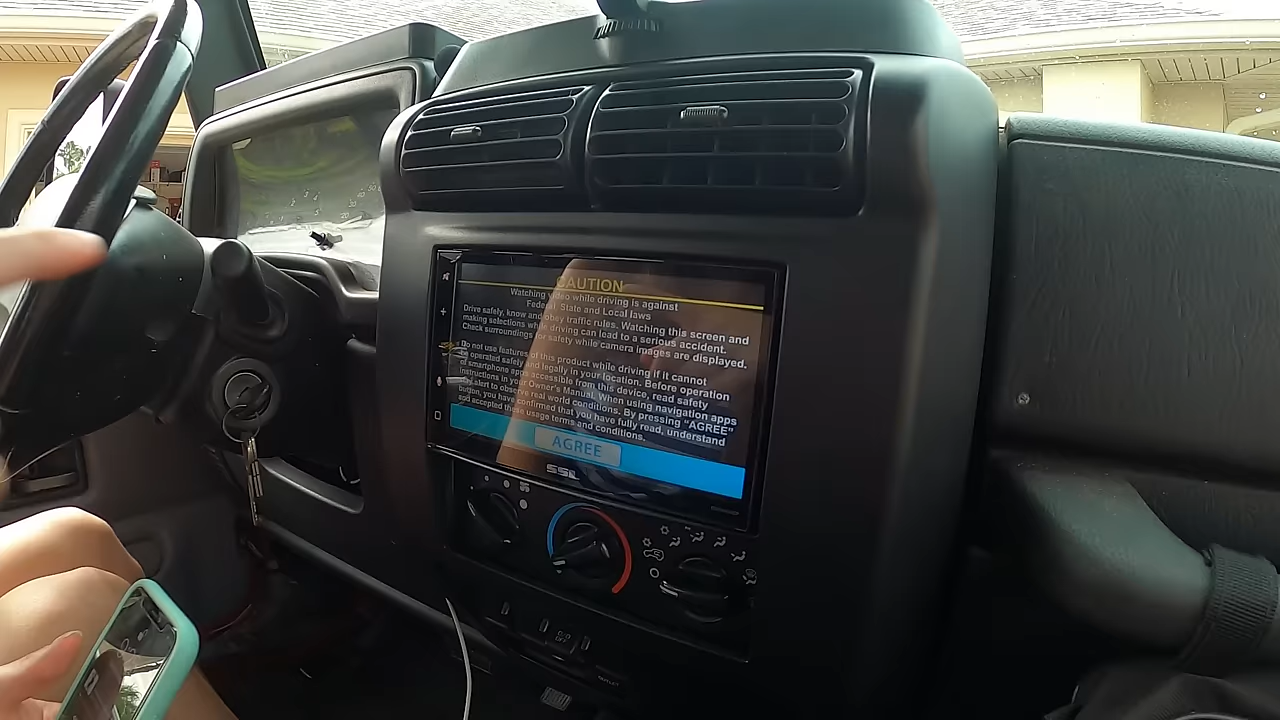 CAUTION
Watching video while driving is against
Federal, State and Local laws
Drive safely, know and obey traffic rules. Watching this screen and
making selections while driving can lead to a serious accident.
Check surroundings for safety while camera images are displayed.
Do not use features of this product while driving if it cannot
be operated safely and legally in your location. Before operation
of smartphone apps accessible from this device, read safety
instructions in your Owner's Manual. When using navigation apps
stay alert to observe real world conditions. By pressing "AGREE"
button, you have confirmed that you have fully read, understand
and accepted these usage terms and conditions.
AGREE
SSL
OUTLET